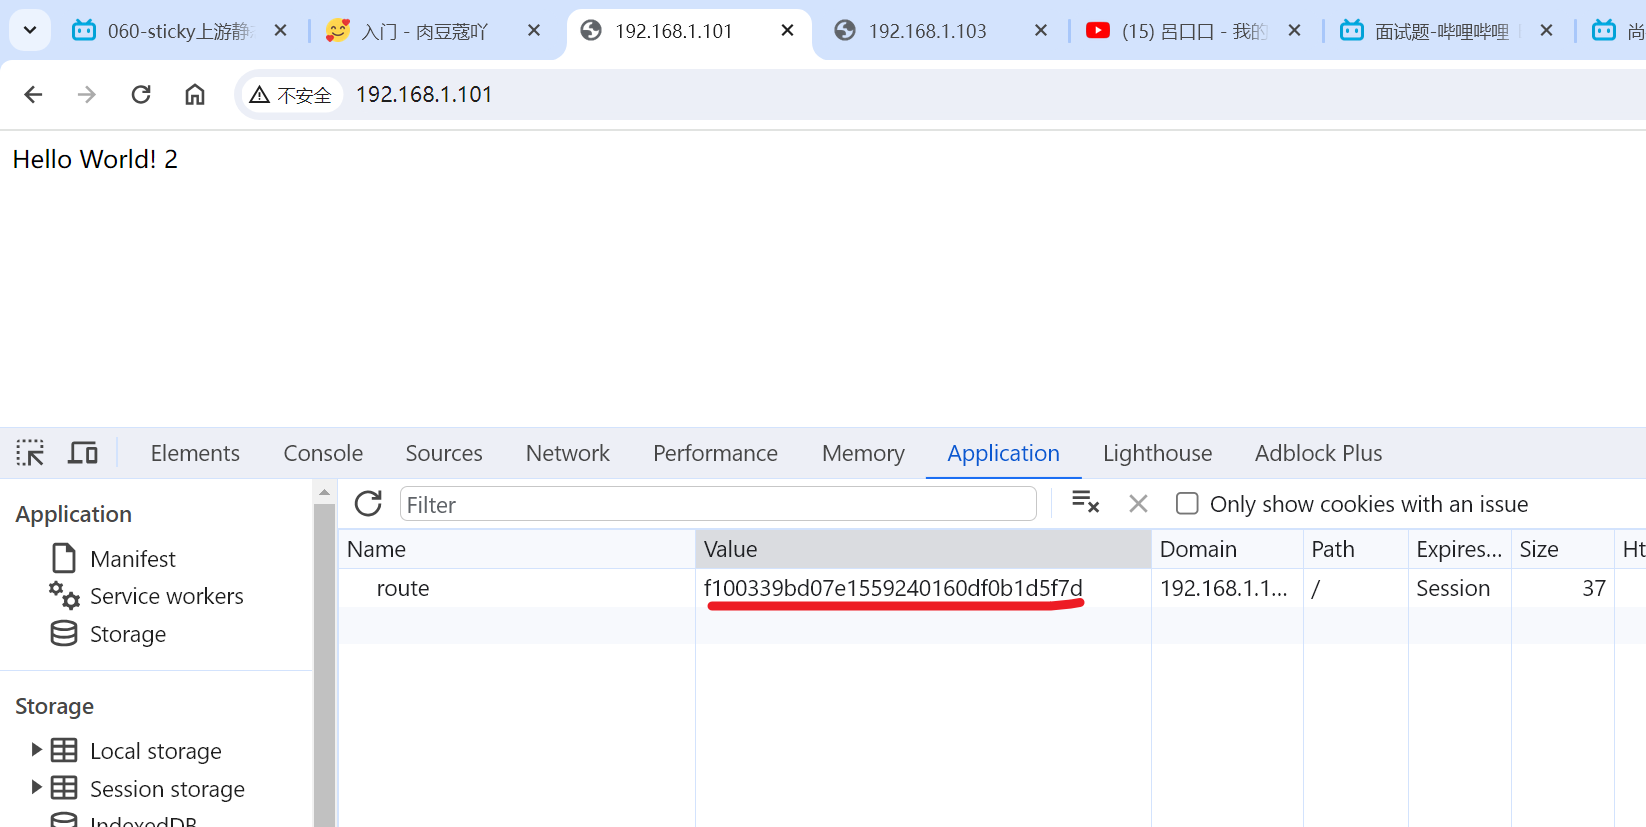 060-sticky上游静
入门 - 肉豆蔻吖
192.168.1.101
192.168.1.103
(15) 呂口口 - 我的
面试题-哔哩哔哩
尚
不安全
192.168.1.101
Hello World! 2
Elements Console Sources Network Performance Memory Application Lighthouse Adblock Plus
Application
Manifest
Service workers
Storage
Storage
Local storage
Session storage
IndexedDB
Filter
Only show cookies with an issue
Name Value Domain Path Expires... Size Ht
route f100339bd07e1559240160df0b1d5f7d 192.168.1.1... / Session 37